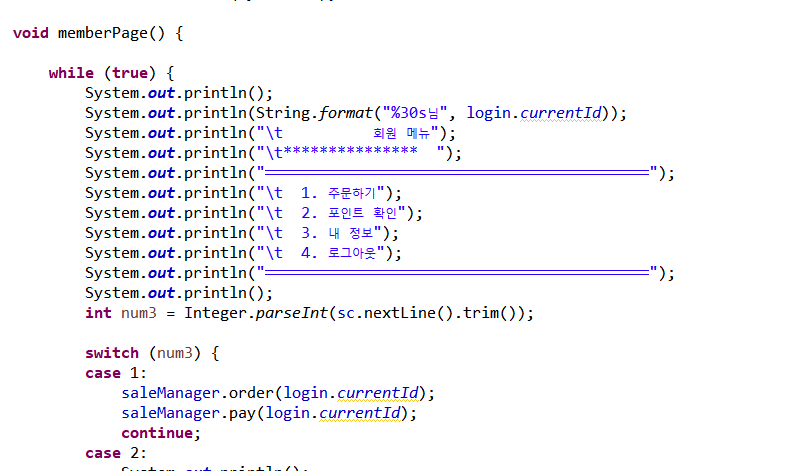 void memberPage() {
while (true) {
System.out.println();
System.out.println(String.format("%30s님", login.currentId));
System.out.println("\t          회원 메뉴");
System.out.println("\t***************  ");
System.out.println("================================================");
System.out.println("\t  1. 주문하기");
System.out.println("\t  2. 포인트 확인");
System.out.println("\t  3. 내 정보");
System.out.println("\t  4. 로그아웃");
System.out.println("================================================");
System.out.println();
int num3 = Integer.parseInt(sc.nextLine().trim());
switch (num3) {
case 1:
saleManager.order(login.currentId);
saleManager.pay(login.currentId);
continue;
case 2:
System.out.println();